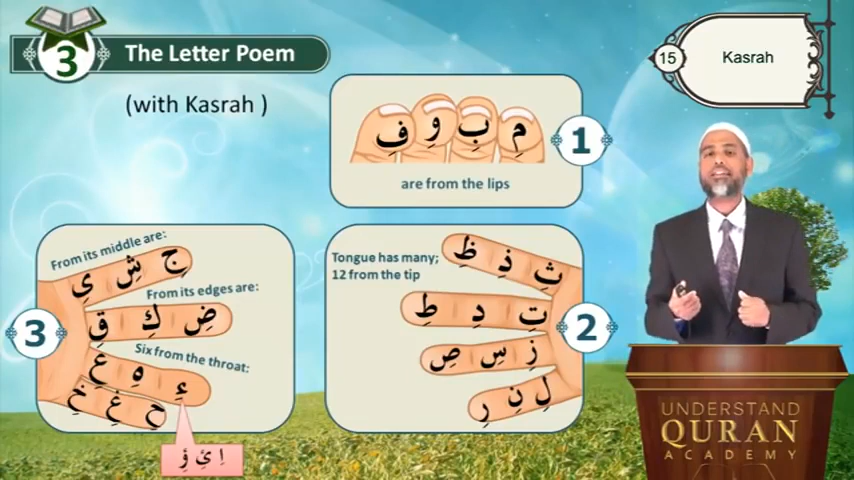 3
The Letter Poem
(with Kasrah )
15
Kasrah
مِ بِ وِ فِ
1
are from the lips
Tongue has many;
12 from the tip
ثِ ذِ ظِ
تِ دِ طِ
زِ سِ صِ
لِ نِ رِ
2
From its middle are:
جِ شِ يِ
From its edges are:
ضِ كِ قِ
Six from the throat:
ءِ هِ عِ
حِ غِ خِ
3
اِ ئِ ؤِ
UNDERSTAND
QURAN
ACADEMY